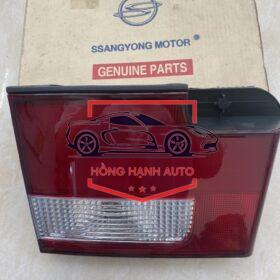 SSANGYONG MOTOR
GENUINE PARTS
HỒNG HẠNH AUTO